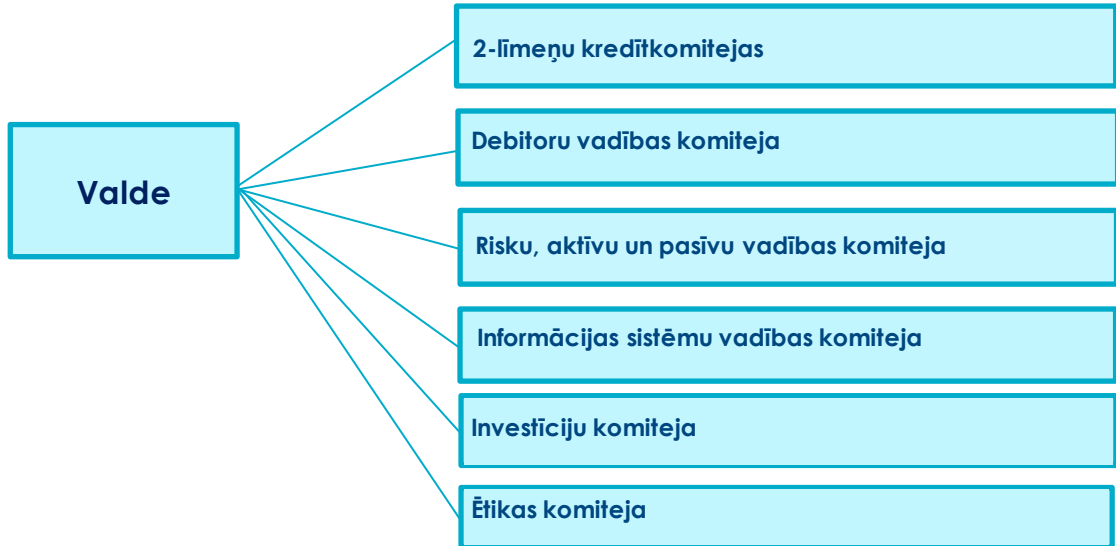 Valde
2-līmeņu kredītkomitejas
Debitoru vadības komiteja
Risku, aktīvu un pasīvu vadības komiteja
Informācijas sistēmu vadības komiteja
Investīciju komiteja
Ētikas komiteja